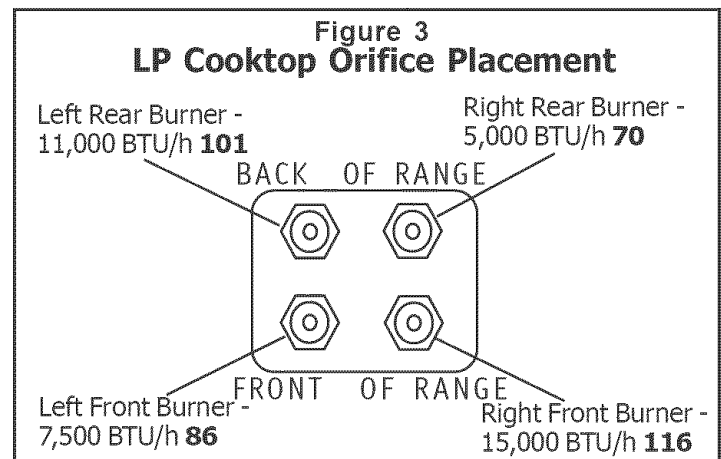 Figure 3
LP Cooktop Orifice Placement
Left Rear Burner -
11,000 BTU/h 101
Right Rear Burner -
5,000 BTU/h 70
BACK OF RANGE
FRONT OF RANGE
Left Front Burner -
7,500 BTU/h 86
Right Front Burner -
15,000 BTU/h 116